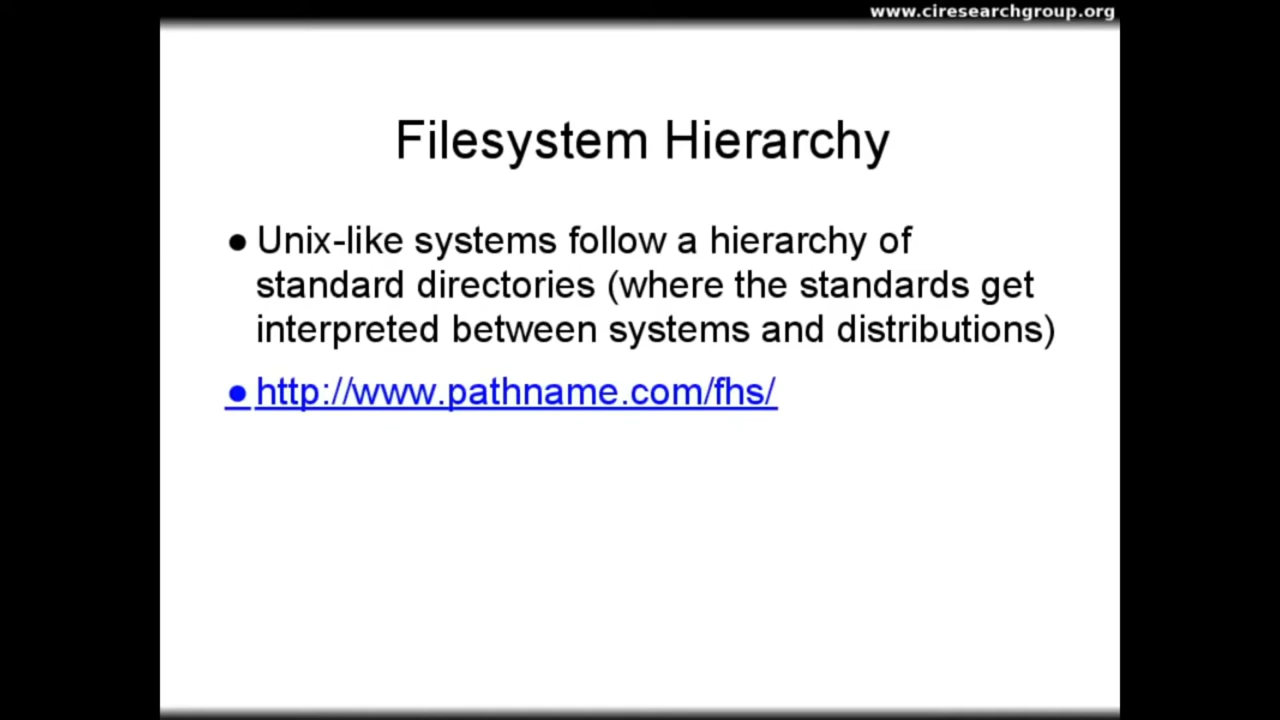 www.ciresearchgroup.org
Filesystem Hierarchy
● Unix-like systems follow a hierarchy of
standard directories (where the standards get
interpreted between systems and distributions)
● http://www.pathname.com/fhs/